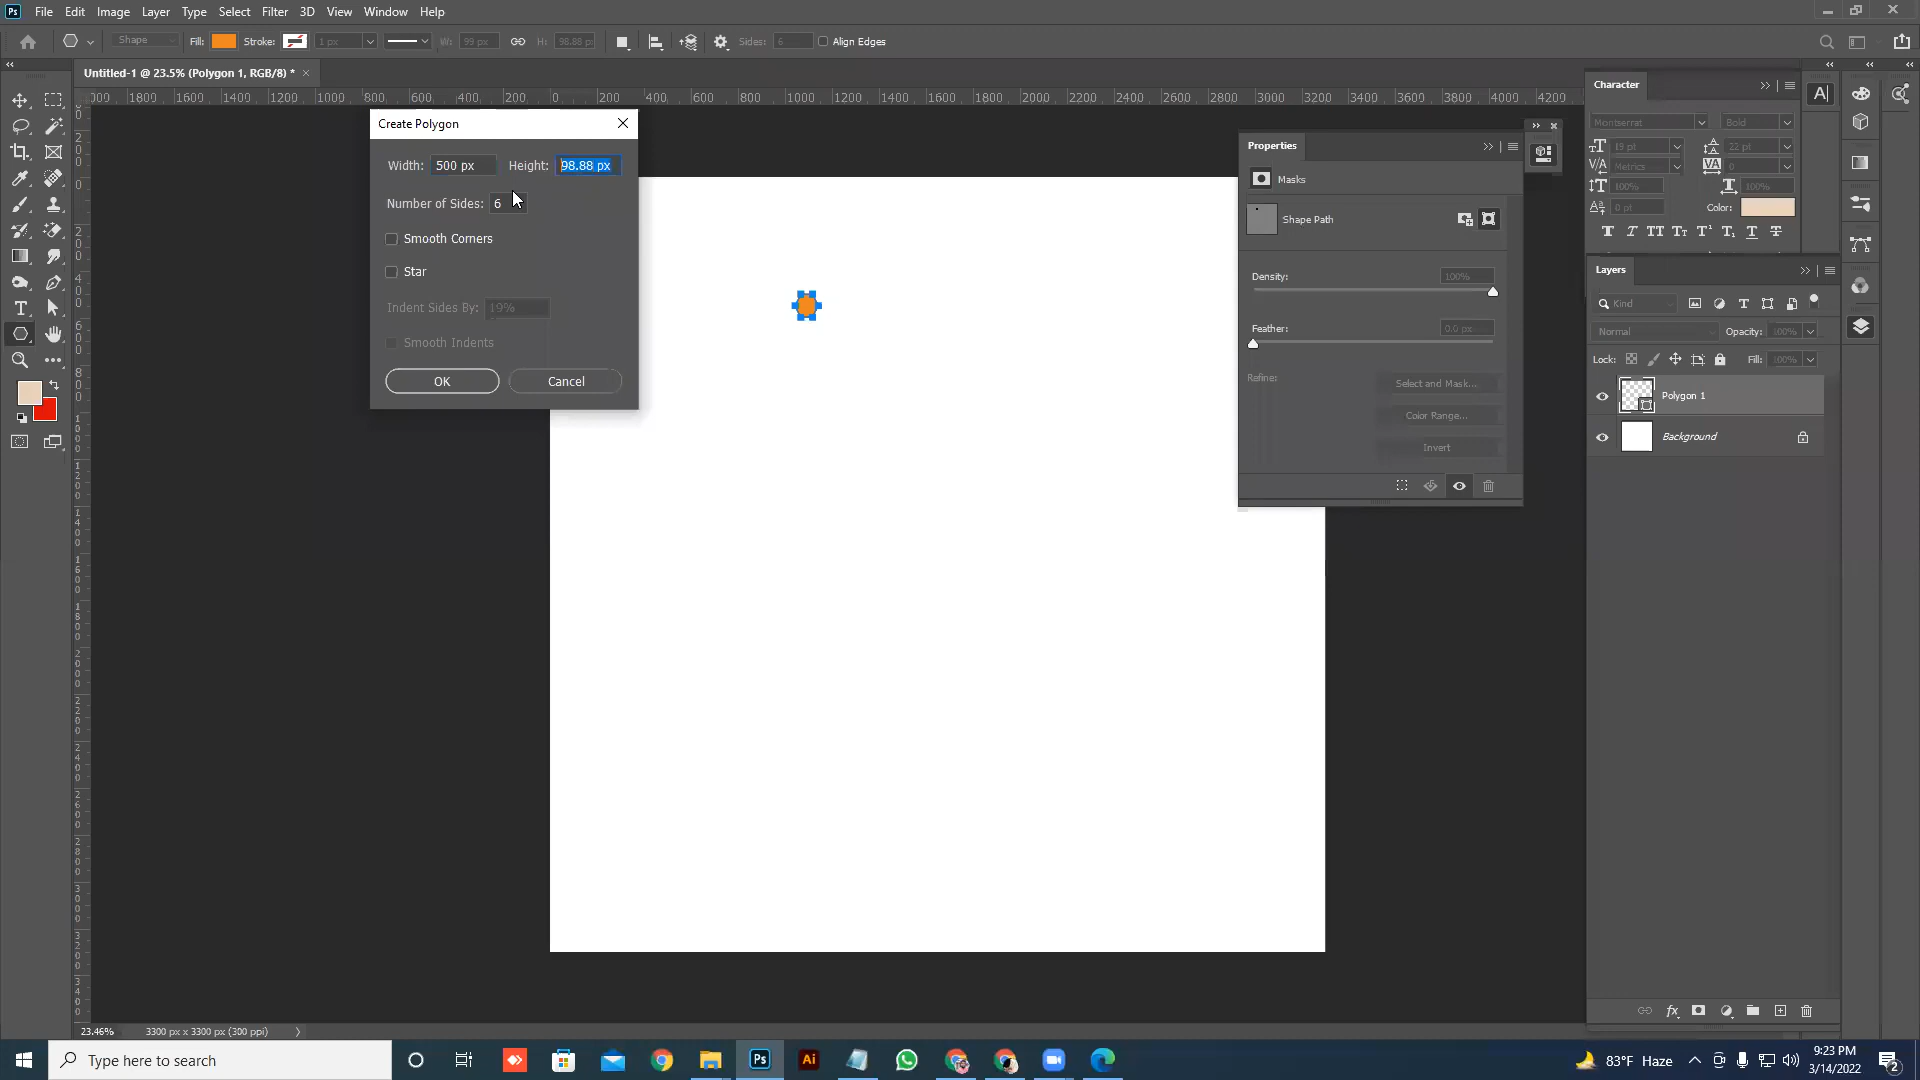 Ps File Edit Image Layer Type Select Filter 3D View Window Help
Shape Fill: Stroke: 1 px W: 99 px H: 98.88 p Sides: 6 Align Edges
Untitled-1 @ 23.5% (Polygon 1, RGB/8) * ×
000 1800 1600 1400 1200 1000 800 600 400 200 0 200 400 600 800 1000 1200 1400 1600 1800 2000 2200 2400 2600 2800 3000 3200 3300 3400 3600 3800 4000 4200
Create Polygon
Width: 500 px Height: 98.88 px
Number of Sides: 6
Smooth Corners
Star
Indent Sides By: 19%
Smooth Indents
OK Cancel
Properties
Masks
Shape Path
Density: 100%
Feather: 0.0 px
Refine: Select and Mask...
Color Range...
Invert
Character
Montserrat Bold
19 pt 22 pt
Metrics 0
100% 100%
0 pt Color:
Layers
Kind
Normal Opacity: 100%
Lock: Fill: 100%
Polygon 1
Background
23.46% 3300 px x 3300 px (300 ppi)
Type here to search
Ps Ai
83°F Haze
9:23 PM
3/14/2022
2